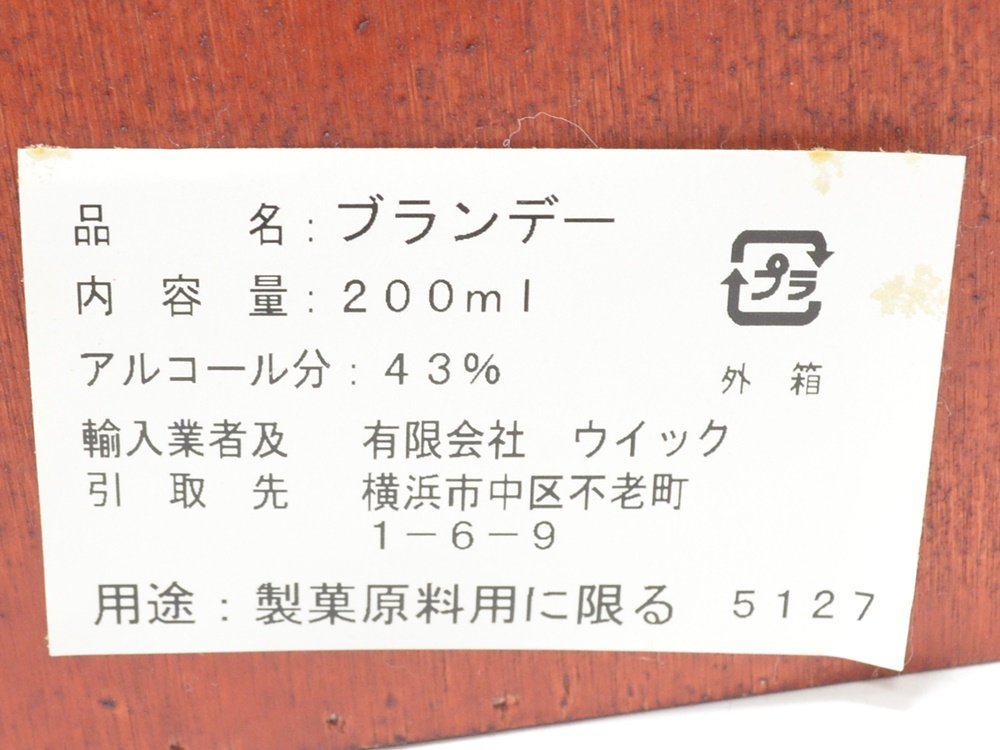 品名：ブランデー
内容量：２００ｍｌ
アルコール分：４３％
輸入業者及 有限会社 ウイック
引取先 横浜市中区不老町
１－６－９
用途：製菓原料用に限る ５１２７
プラ
外箱